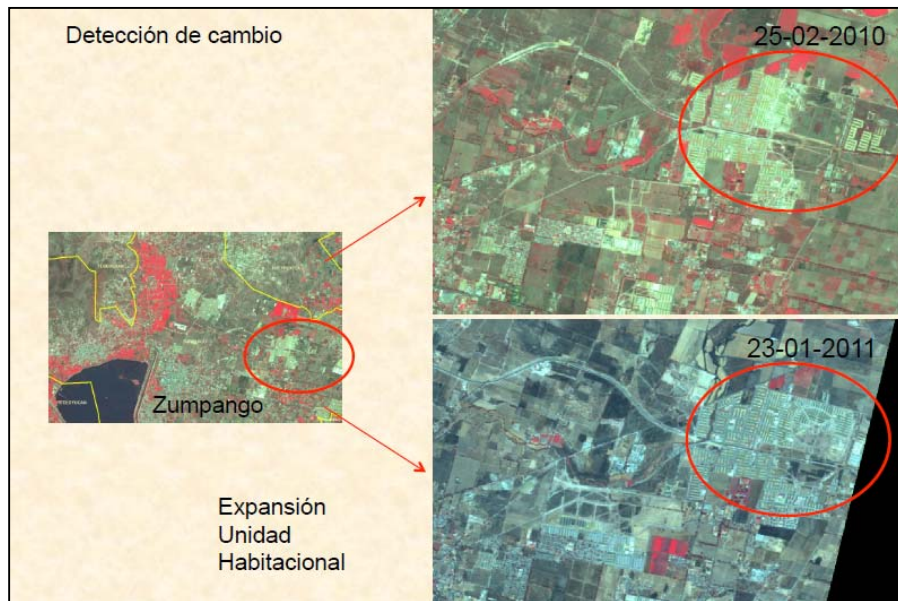 Detección de cambio
25-02-2010
Zumpango
23-01-2011
Expansión
Unidad
Habitacional